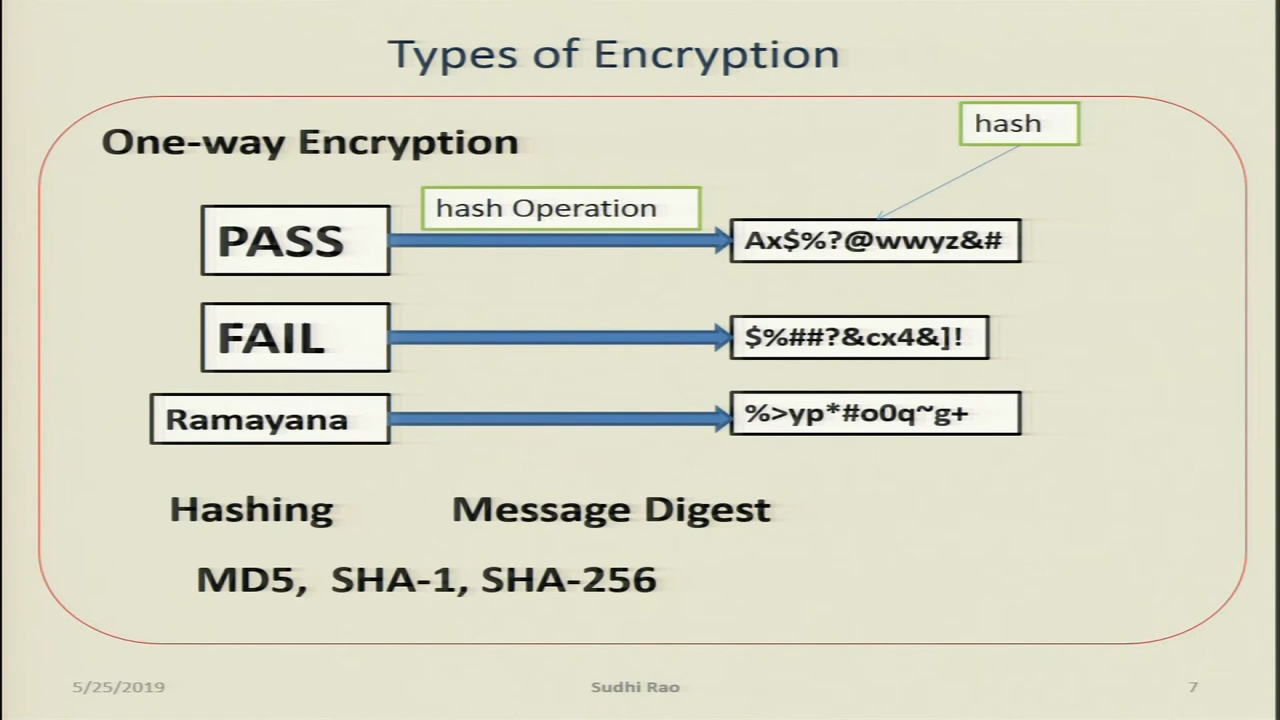 Types of Encryption
hash
One-way Encryption
hash Operation
PASS
Ax$%?@wwyz&#
FAIL
$%##?&cx4&]!
Ramayana
%>yp*#o0q~g+
Hashing Message Digest
MD5, SHA-1, SHA-256
5/25/2019 Sudhi Rao 7